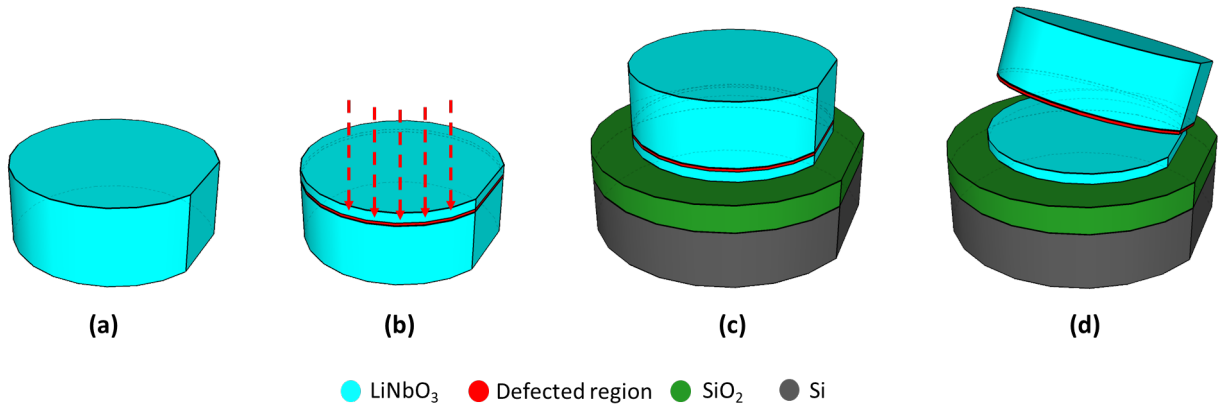 (a) (b) (c) (d)
LiNbO₃ Defected region SiO₂ Si